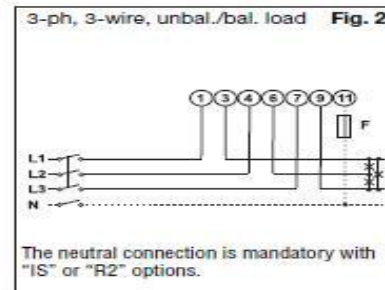 3-ph, 3-wire, unbal./bal. load Fig. 2
1 3 4 6 7 9 11
F
L1
L2
L3
N
The neutral connection is mandatory with
"IS" or "R2" options.